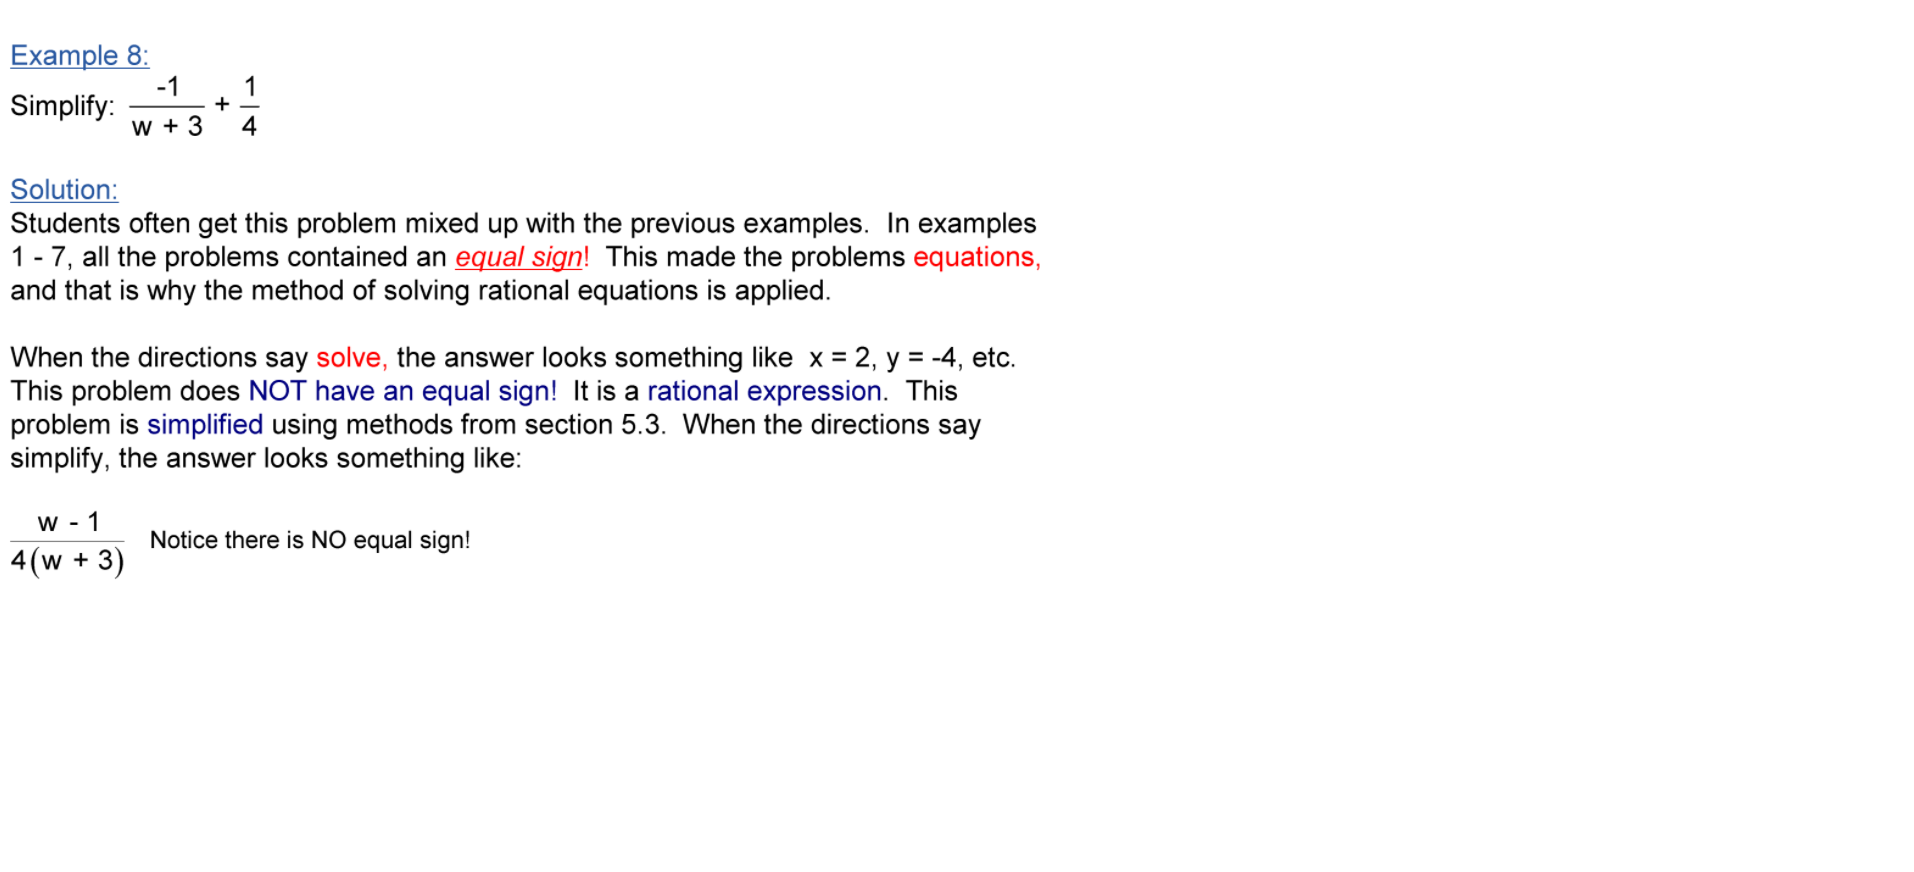 Example 8:
Simplify: -1/(w + 3) + 1/4
Solution:
Students often get this problem mixed up with the previous examples.  In examples
1 - 7, all the problems contained an equal sign!  This made the problems equations,
and that is why the method of solving rational equations is applied.
When the directions say solve, the answer looks something like  x = 2, y = -4, etc.
This problem does NOT have an equal sign!  It is a rational expression.  This
problem is simplified using methods from section 5.3.  When the directions say
simplify, the answer looks something like:
(w - 1)/(4(w + 3))  Notice there is NO equal sign!